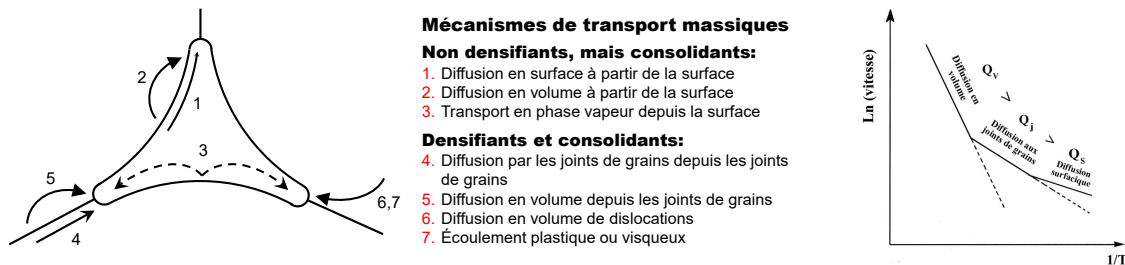 2
1
3
5
4
6,7
Mécanismes de transport massiques
Non densifiants, mais consolidants:
1. Diffusion en surface à partir de la surface
2. Diffusion en volume à partir de la surface
3. Transport en phase vapeur depuis la surface
Densifiants et consolidants:
4. Diffusion par les joints de grains depuis les joints
de grains
5. Diffusion en volume depuis les joints de grains
6. Diffusion en volume de dislocations
7. Écoulement plastique ou visqueux
Ln (vitesse)
Diffusion en
volume
Qv
>
Qj
>
Qs
Diffusion aux
joints de grains
Diffusion
surfacique
1/T